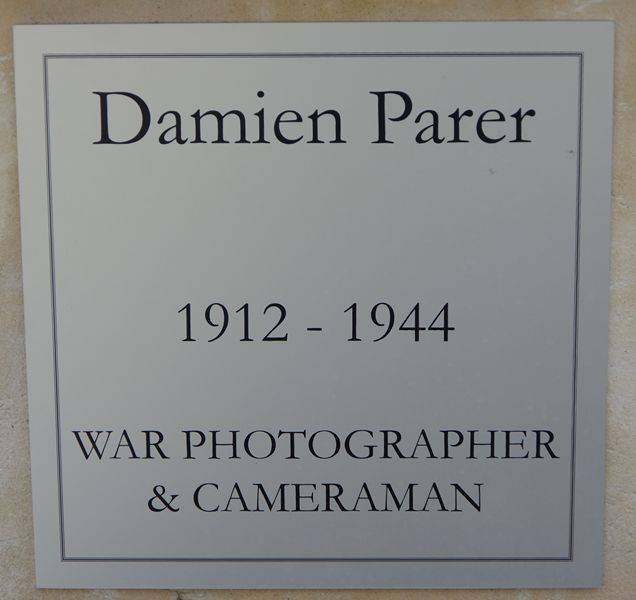 Damien Parer
1912 - 1944
WAR PHOTOGRAPHER
& CAMERAMAN